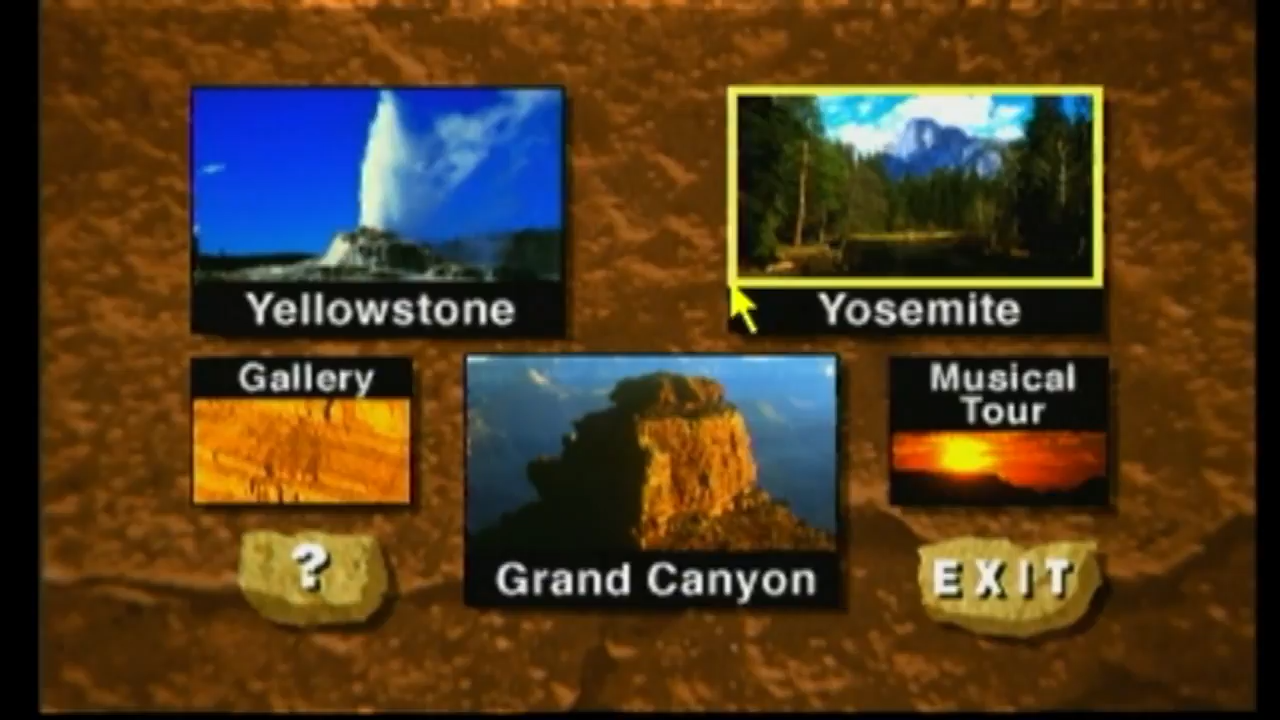 Yellowstone
Yosemite
Gallery
Musical
Tour
Grand Canyon
?
EXIT